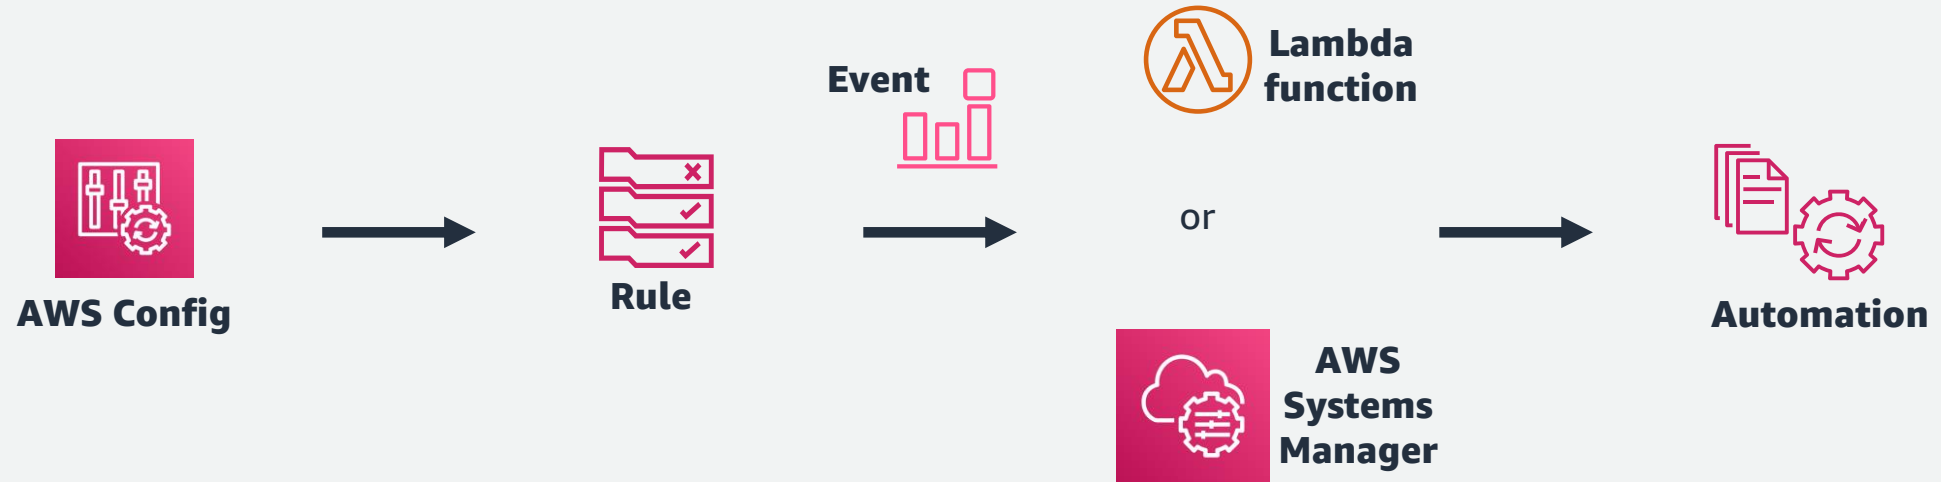 AWS Config
Rule
Event
Lambda
function
or
AWS
Systems
Manager
Automation